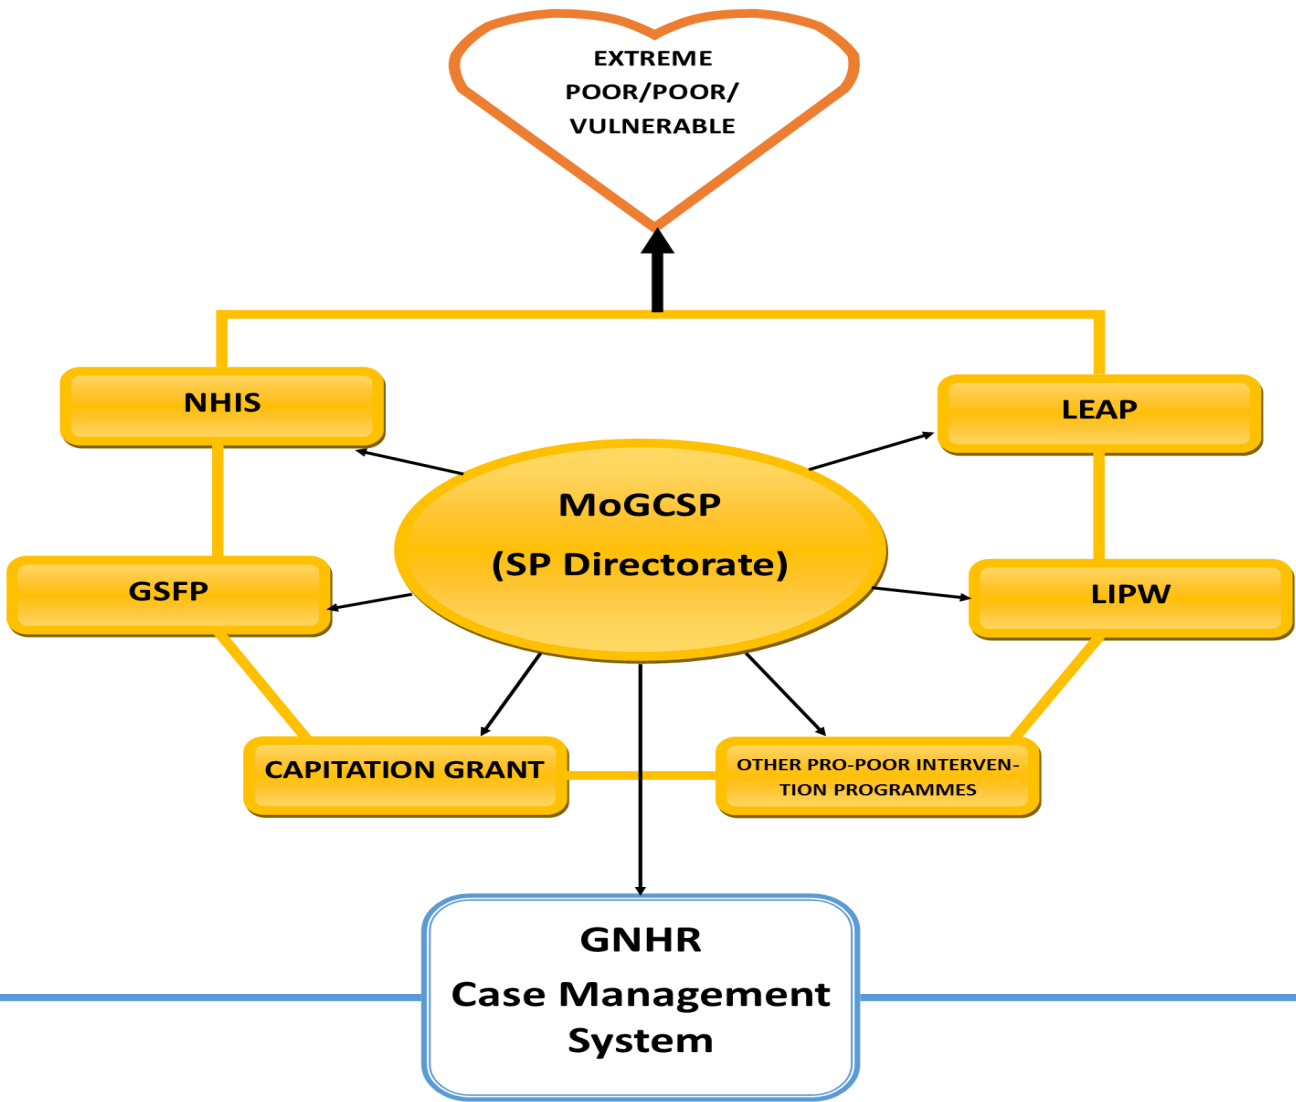 EXTREME
POOR/POOR/
VULNERABLE
NHIS
LEAP
MoGCSP
(SP Directorate)
GSFP
LIPW
CAPITATION GRANT
OTHER PRO-POOR INTERVEN-
TION PROGRAMMES
GNHR
Case Management
System